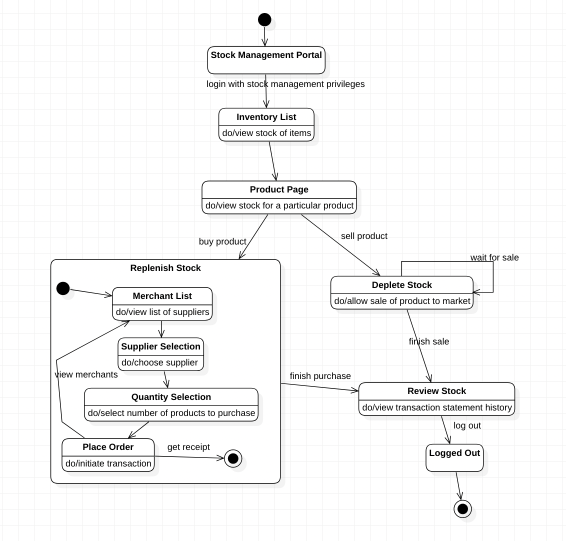 Stock Management Portal
login with stock management privileges
Inventory List
do/view stock of items
Product Page
do/view stock for a particular product
buy product
sell product
Replenish Stock
wait for sale
Deplete Stock
do/allow sale of product to market
Merchant List
do/view list of suppliers
finish sale
Supplier Selection
do/choose supplier
view merchants
finish purchase
Quantity Selection
do/select number of products to purchase
Review Stock
do/view transaction statement history
log out
Place Order
do/initiate transaction
get receipt
Logged Out